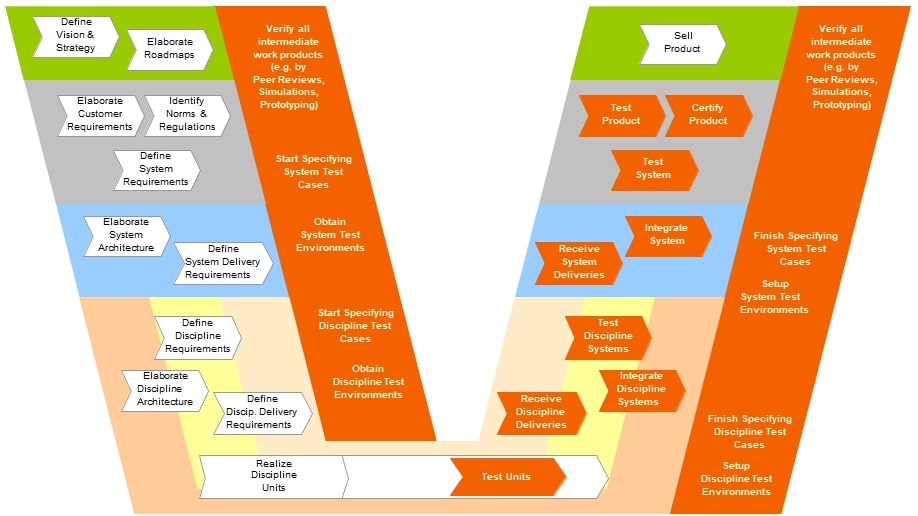 Define
Vision &
Strategy
Elaborate
Roadmaps
Verify all
intermediate
work products
(e.g. by
Peer Reviews,
Simulations,
Prototyping)
Elaborate
Customer
Requirements
Identify
Norms &
Regulations
Define
System
Requirements
Start Specifying
System Test
Cases
Elaborate
System
Architecture
Define
System Delivery
Requirements
Obtain
System Test
Environments
Define
Discipline
Requirements
Start Specifying
Discipline Test
Cases
Elaborate
Discipline
Architecture
Define
Discip. Delivery
Requirements
Obtain
Discipline Test
Environments
Realize
Discipline
Units
Test Units
Sell
Product
Verify all
intermediate
work products
(e.g. by
Peer Reviews,
Simulations,
Prototyping)
Test
Product
Certify
Product
Test
System
Integrate
System
Receive
System
Deliveries
Finish Specifying
System Test
Cases
Setup
System Test
Environments
Test
Discipline
Systems
Integrate
Discipline
Systems
Receive
Discipline
Deliveries
Finish Specifying
Discipline Test
Cases
Setup
Discipline Test
Environments